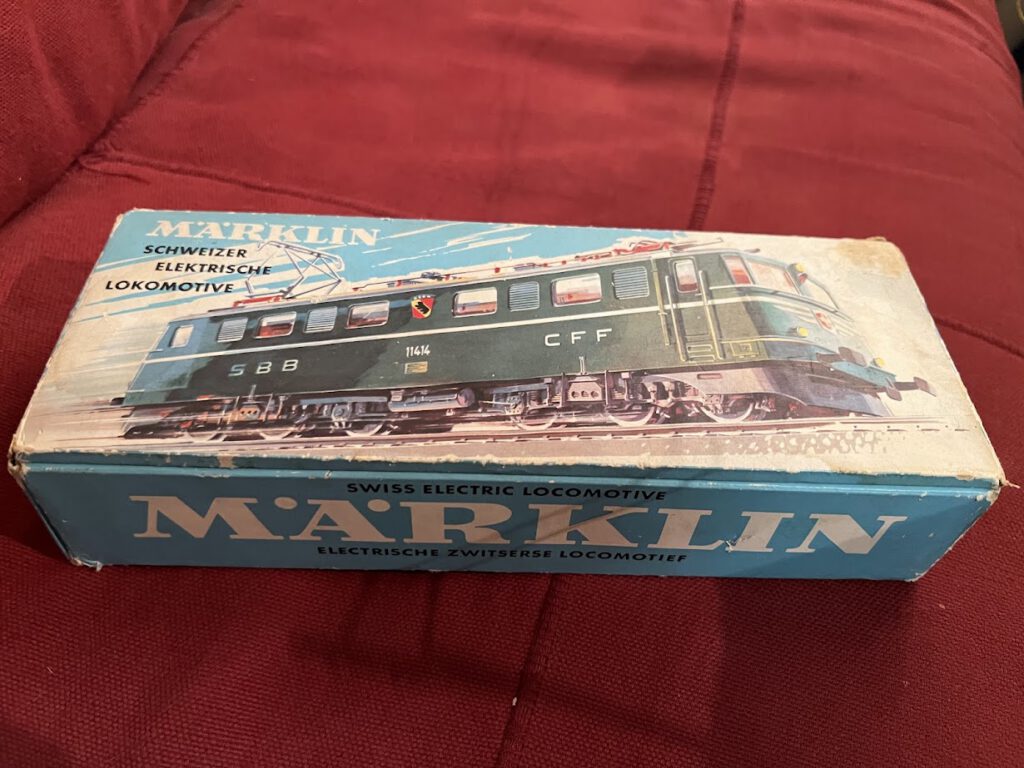 MÄRKLIN
SCHWEIZER
ELEKTRISCHE
LOKOMOTIVE
SBB
11414
CFF
SWISS ELECTRIC LOCOMOTIVE
MÄRKLIN
ELECTRISCHE ZWITSERSE LOCOMOTIEF